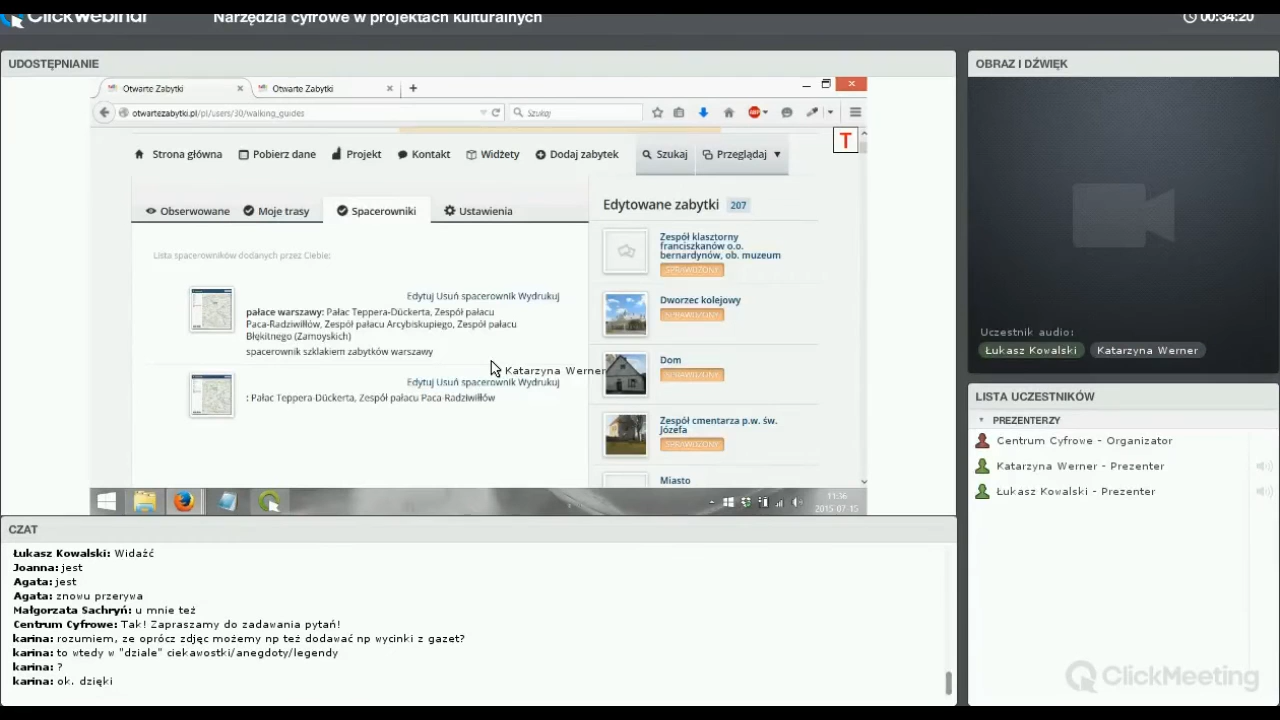 ClickWebinar
Narzędzia cyfrowe w projektach kulturalnych
00:34:20
UDOSTĘPNIANIE
Otwarte Zabytki
Otwarte Zabytki
otwartezabytki.pl/pl/users/30/walking_guides
Szukaj
T
Strona główna
Pobierz dane
Projekt
Kontakt
Widżety
Dodaj zabytek
Szukaj
Przeglądaj
Obserwowane
Moje trasy
Spacerowniki
Ustawienia
Lista spacerowników dodanych przez Ciebie:
Edytuj Usuń spacerownik Wydrukuj
pałace warszawy: Pałac Teppera-Dückerta, Zespół pałacu
Paca-Radziwiłłów, Zespół pałacu Arcybiskupiego, Zespół pałacu
Błękitnego (Zamoyskich)
spacerownik szklakiem zabytków warszawy
Katarzyna Werner
Edytuj Usuń spacerownik Wydrukuj
: Pałac Teppera-Dückerta, Zespół pałacu Paca-Radziwiłłów
Edytowane zabytki 207
Zespół klasztorny
franciszkanów o.o.
bernardynów, ob. muzeum
SPRAWDZONY
Dworzec kolejowy
Dom
Zespół cmentarza p.w. św.
Józefa
SPRAWDZONY
Miasto
11:36
2015-07-15
OBRAZ I DŹWIĘK
Uczestnik audio:
Łukasz Kowalski
Katarzyna Werner
LISTA UCZESTNIKÓW
PREZENTERZY
Centrum Cyfrowe - Organizator
Katarzyna Werner - Prezenter
Łukasz Kowalski - Prezenter
ClickMeeting
CZAT
Łukasz Kowalski: Widaźć
Joanna: jest
Agata: jest
Agata: znowu przerywa
Małgorzata Sachryń: u mnie też
Centrum Cyfrowe: Tak! Zapraszamy do zadawania pytań!
karina: rozumiem, ze oprócz zdjęc możemy np też dodawać np wycinki z gazet?
karina: to wtedy w "dziale" ciekawostki/anegdoty/legendy
karina: ?
karina: ok. dzięki